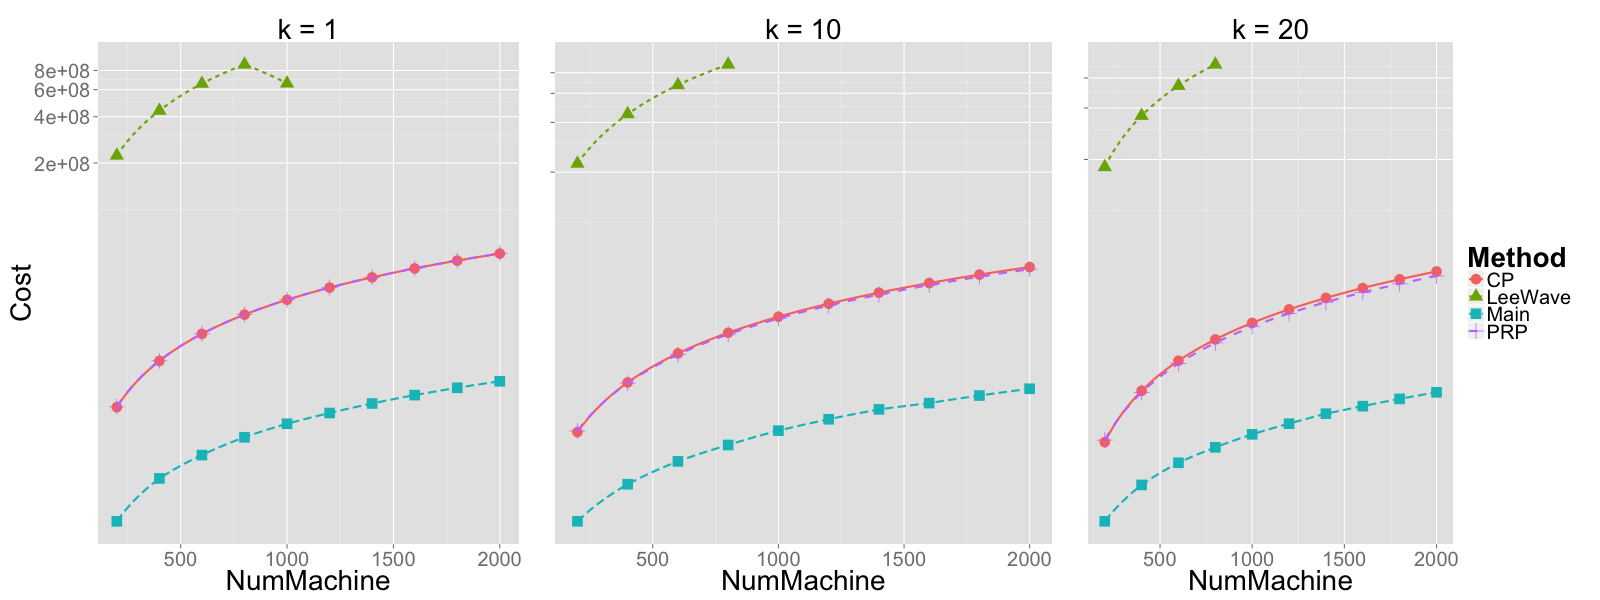 k = 1
k = 10
k = 20
8e+08
6e+08
4e+08
2e+08
Cost
500
1000
1500
2000
500
1000
1500
2000
500
1000
1500
2000
NumMachine
NumMachine
NumMachine
Method
CP
LeeWave
Main
PRP